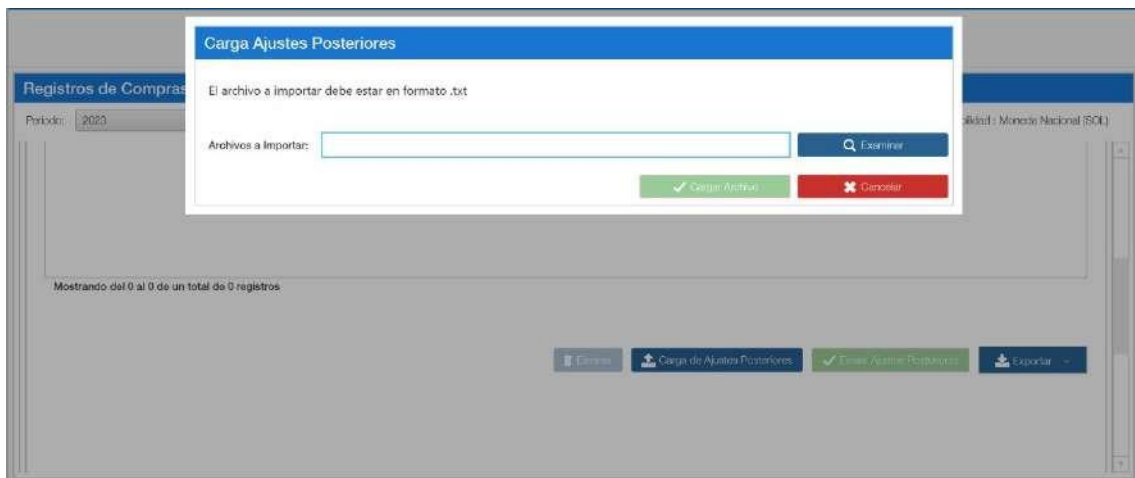 Carga Ajustes Posteriores
Registros de Compras
El archivo a importar debe estar en formato .txt
Periodo: 2023
Moneda Nacional (SOL)
Archivos a Importar:
Examinar
Cargar Archivo
Cancelar
Mostrando del 0 al 0 de un total de 0 registros
Eliminar
Carga de Ajustes Posteriores
Ajustes Posteriores
Exportar